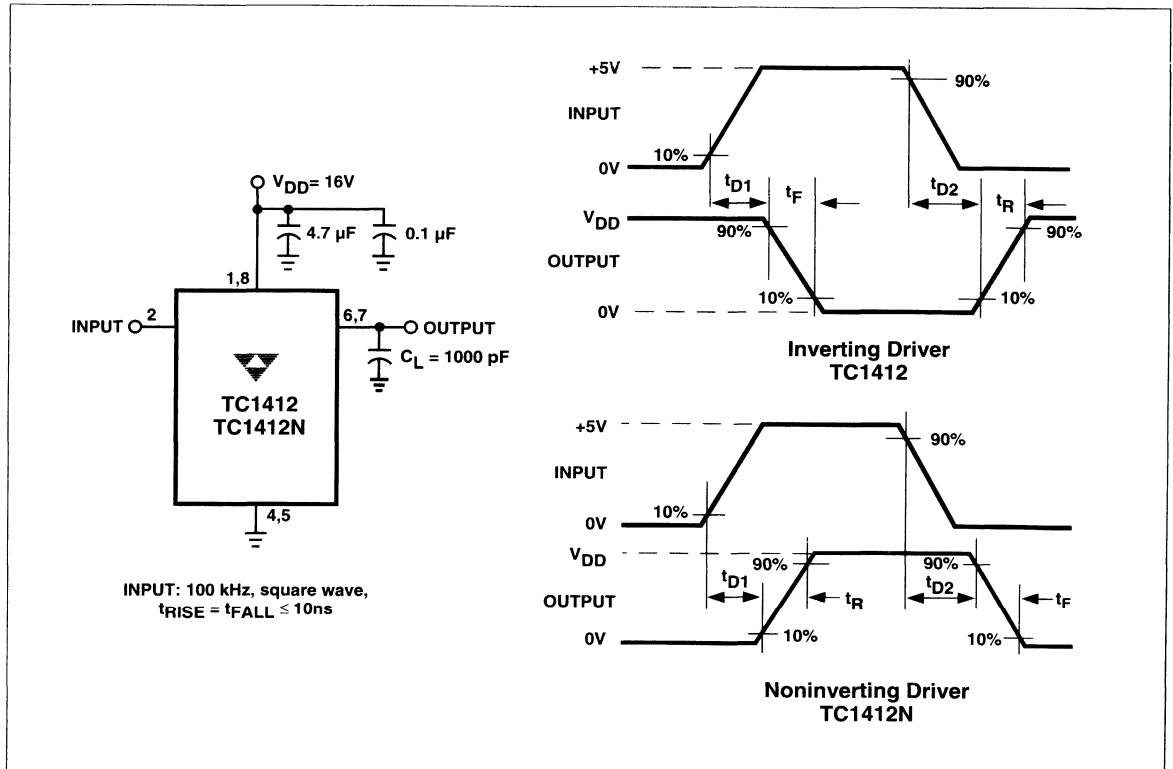 V_DD = 16V
4.7 µF
0.1 µF
1,8
INPUT
2
6,7
OUTPUT
C_L = 1000 pF
TC1412
TC1412N
4,5
INPUT: 100 kHz, square wave,
t_RISE = t_FALL ≤ 10ns
+5V
INPUT
90%
10%
0V
t_D1
t_F
t_D2
t_R
V_DD
90%
90%
OUTPUT
10%
10%
0V
Inverting Driver
TC1412
+5V
INPUT
90%
10%
0V
V_DD
90%
90%
t_D1
t_R
t_D2
t_F
OUTPUT
10%
10%
0V
Noninverting Driver
TC1412N